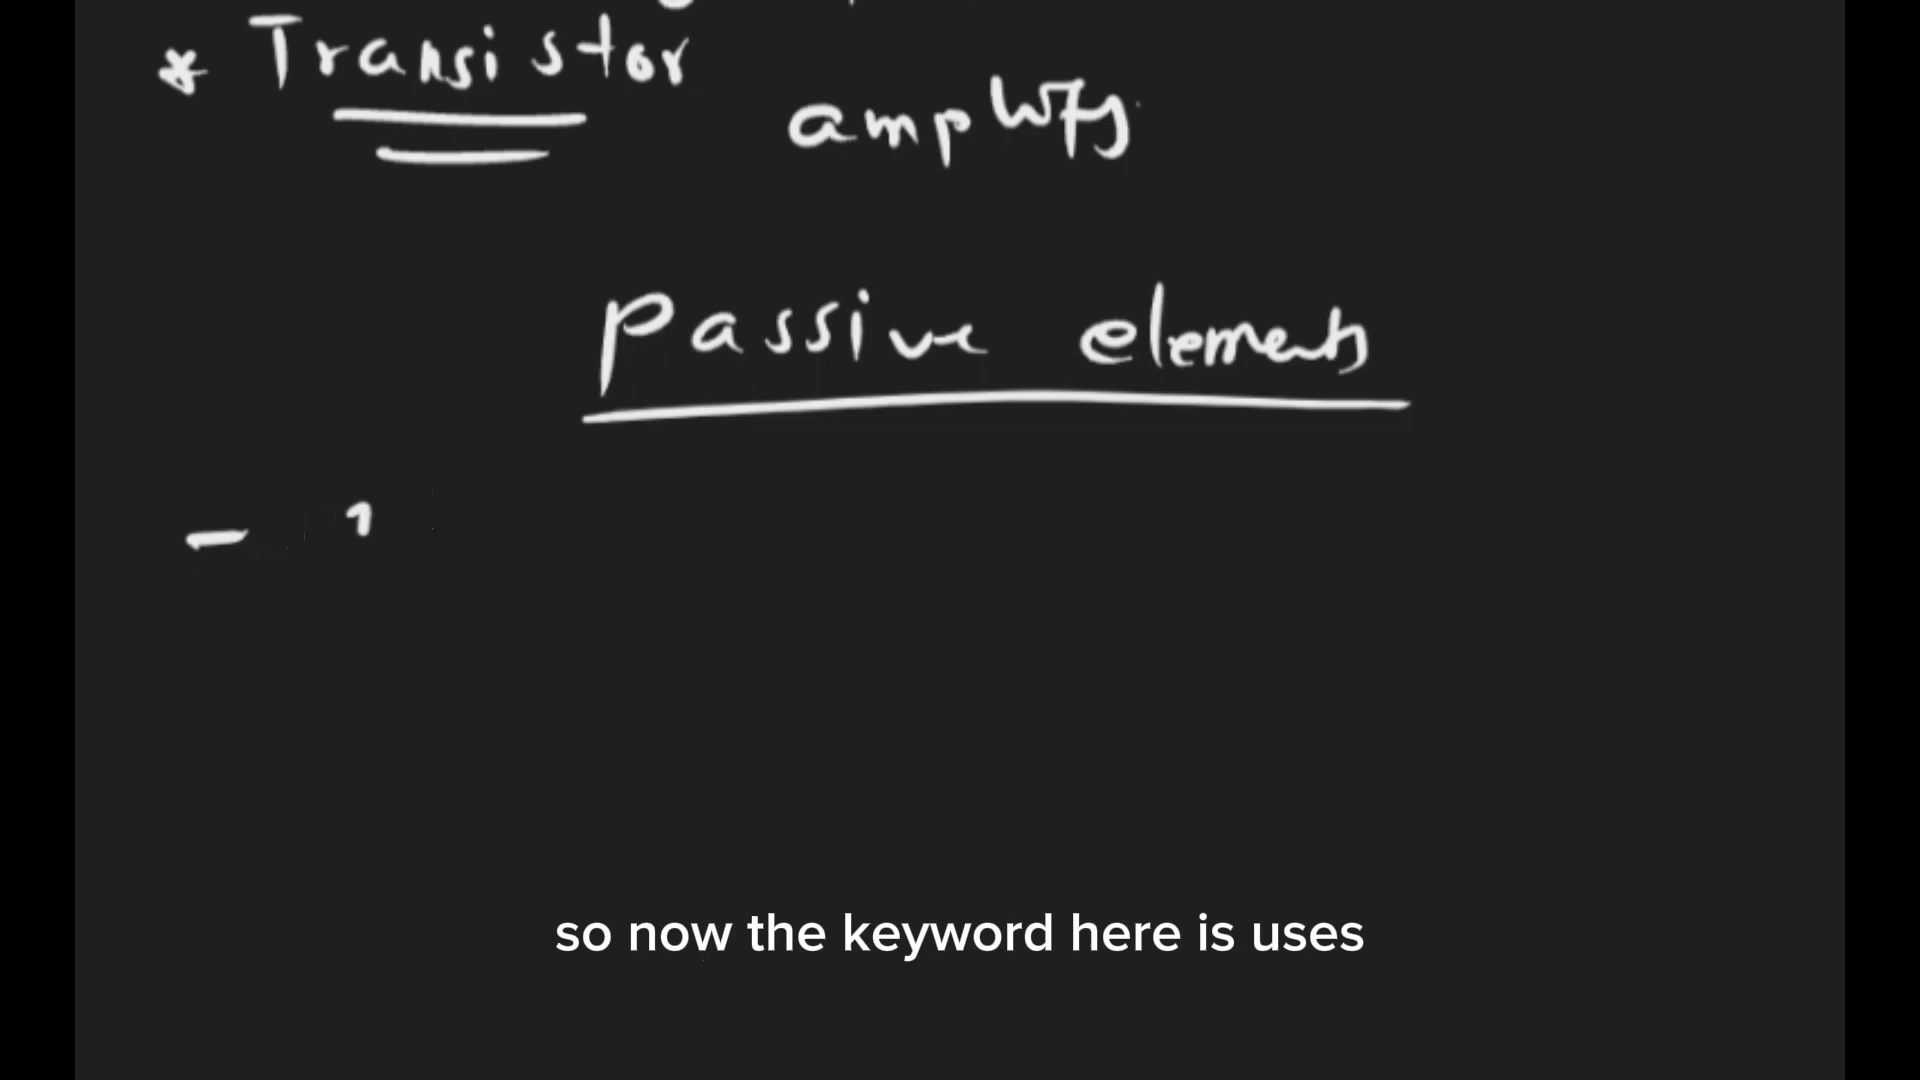 * Transistor
amplify
Passive elements
-
so now the keyword here is uses